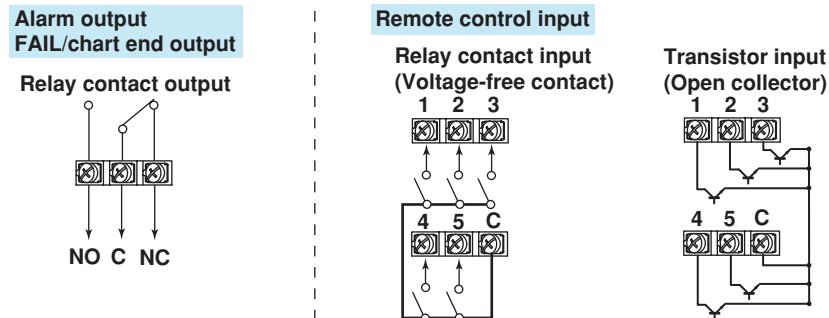 Alarm output
FAIL/chart end output
Relay contact output
NO C NC
Remote control input
Relay contact input
(Voltage-free contact)
1 2 3
4 5 C
Transistor input
(Open collector)
1 2 3
4 5 C